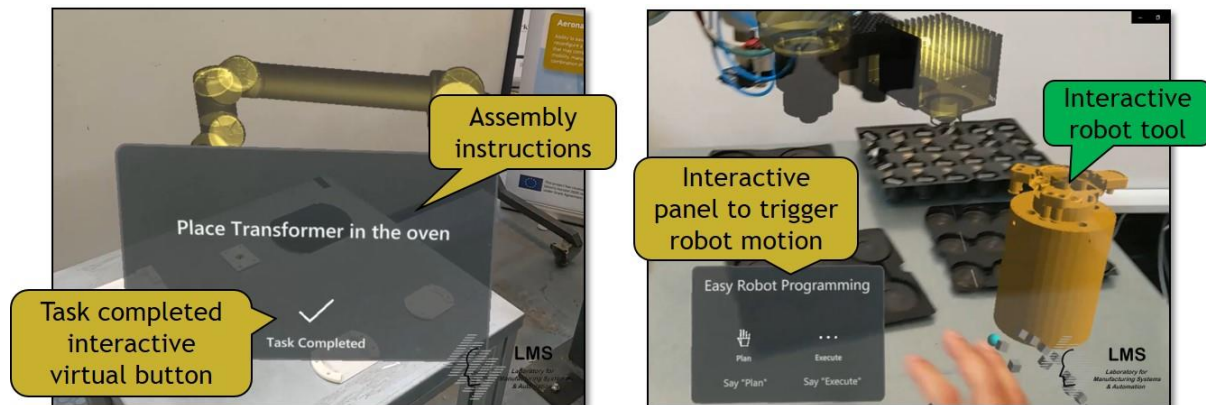 Aerona
Assembly
instructions
Place Transformer in the oven
Task completed
interactive
virtual button
Task Completed
LMS
Laboratory for
Manufacturing Systems
& Automation
Interactive
robot tool
Interactive
panel to trigger
robot motion
Easy Robot Programming
Plan
Execute
Say "Plan"
Say "Execute"
LMS
Laboratory for
Manufacturing Systems
& Automation